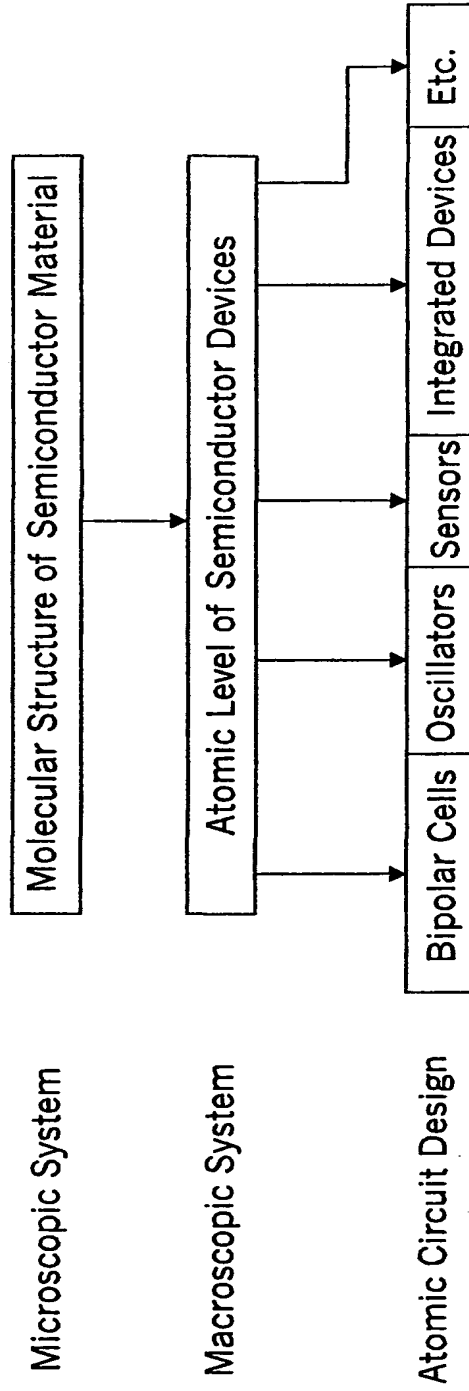 Microscopic System
Molecular Structure of Semiconductor Material
Macroscopic System
Atomic Level of Semiconductor Devices
Atomic Circuit Design
Bipolar Cells
Oscillators
Sensors
Integrated Devices
Etc.